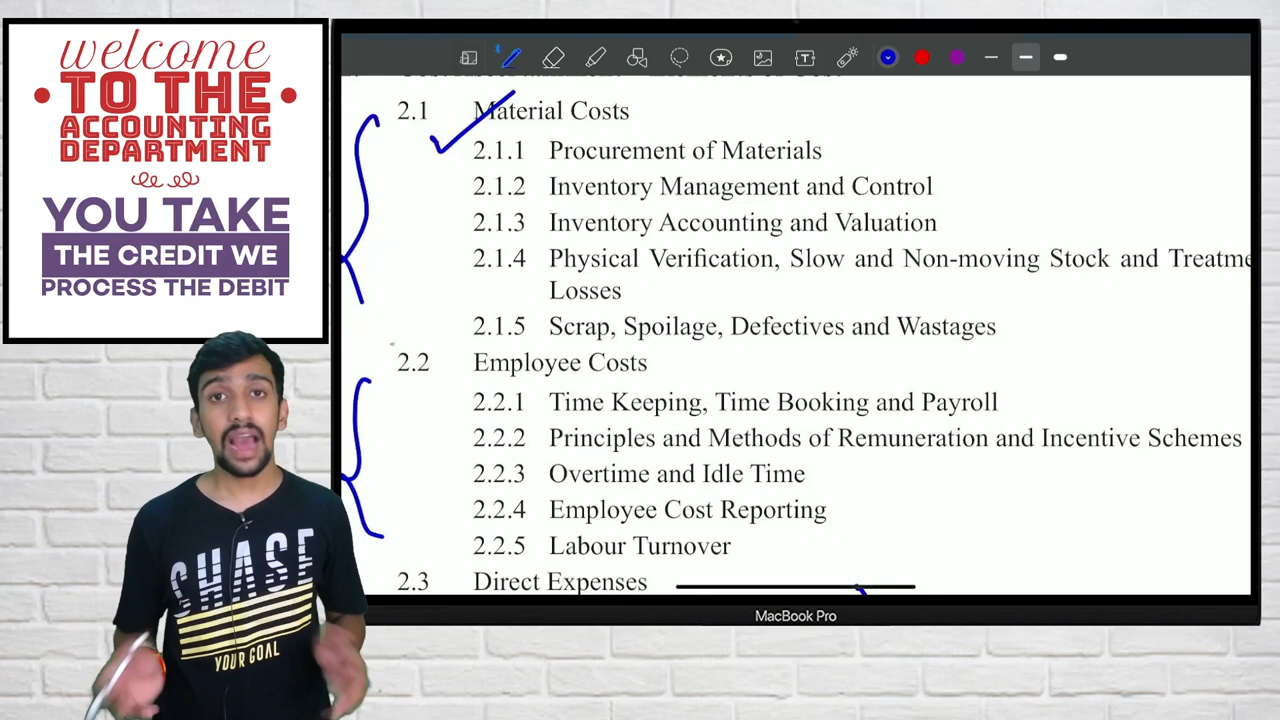 welcome
TO THE
ACCOUNTING
DEPARTMENT
YOU TAKE
THE CREDIT WE
PROCESS THE DEBIT
2.1 Material Costs
2.1.1 Procurement of Materials
2.1.2 Inventory Management and Control
2.1.3 Inventory Accounting and Valuation
2.1.4 Physical Verification, Slow and Non-moving Stock and Treatme
Losses
2.1.5 Scrap, Spoilage, Defectives and Wastages
2.2 Employee Costs
2.2.1 Time Keeping, Time Booking and Payroll
2.2.2 Principles and Methods of Remuneration and Incentive Schemes
2.2.3 Overtime and Idle Time
2.2.4 Employee Cost Reporting
2.2.5 Labour Turnover
2.3 Direct Expenses
MacBook Pro
CHASE
YOUR GOAL